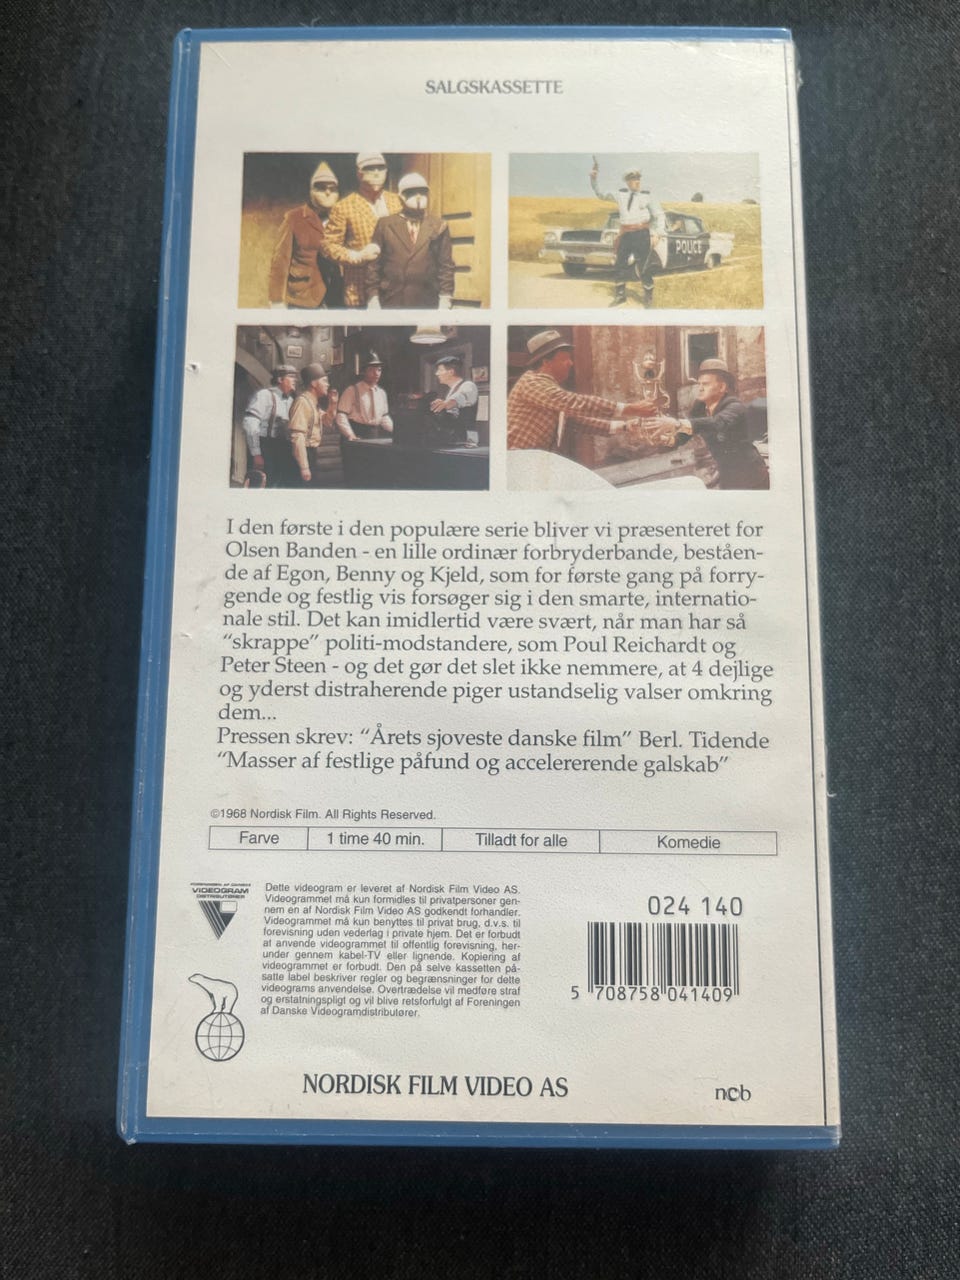 SALGSKASSETTE
POLICE
I den første i den populære serie bliver vi præsenteret for
Olsen Banden - en lille ordinær forbryderbande, beståen-
de af Egon, Benny og Kjeld, som for første gang på forry-
gende og festlig vis forsøger sig i den smarte, internatio-
nale stil. Det kan imidlertid være svært, når man har så
“skrappe” politi-modstandere, som Poul Reichardt og
Peter Steen - og det gør det slet ikke nemmere, at 4 dejlige
og yderst distraherende piger ustandselig valser omkring
dem...
Pressen skrev: “Årets sjoveste danske film” Berl. Tidende
“Masser af festlige påfund og accelererende galskab”
©1968 Nordisk Film. All Rights Reserved.
Farve 1 time 40 min. Tilladt for alle Komedie
FORENINGEN AF DANSKE
VIDEOGRAM
DISTRIBUTØRER
Dette videogram er leveret af Nordisk Film Video AS.
Videogrammet må kun formidles til privatpersoner gen-
nem en af Nordisk Film Video AS godkendt forhandler.
Videogrammet må kun benyttes til privat brug, d.v.s. til
forevisning uden vederlag i private hjem. Det er forbudt
at anvende videogrammet til offentlig forevisning, her-
under gennem kabel-TV eller lignende. Kopiering af
videogrammet er forbudt. Den på selve kassetten på-
satte label beskriver regler og begrænsninger for dette
videograms anvendelse. Overtrædelse vil medføre straf
og erstatningspligt og vil blive retsforfulgt af Foreningen
af Danske Videogramdistributører.
024 140
5 708758 041409
NORDISK FILM VIDEO AS
ncb